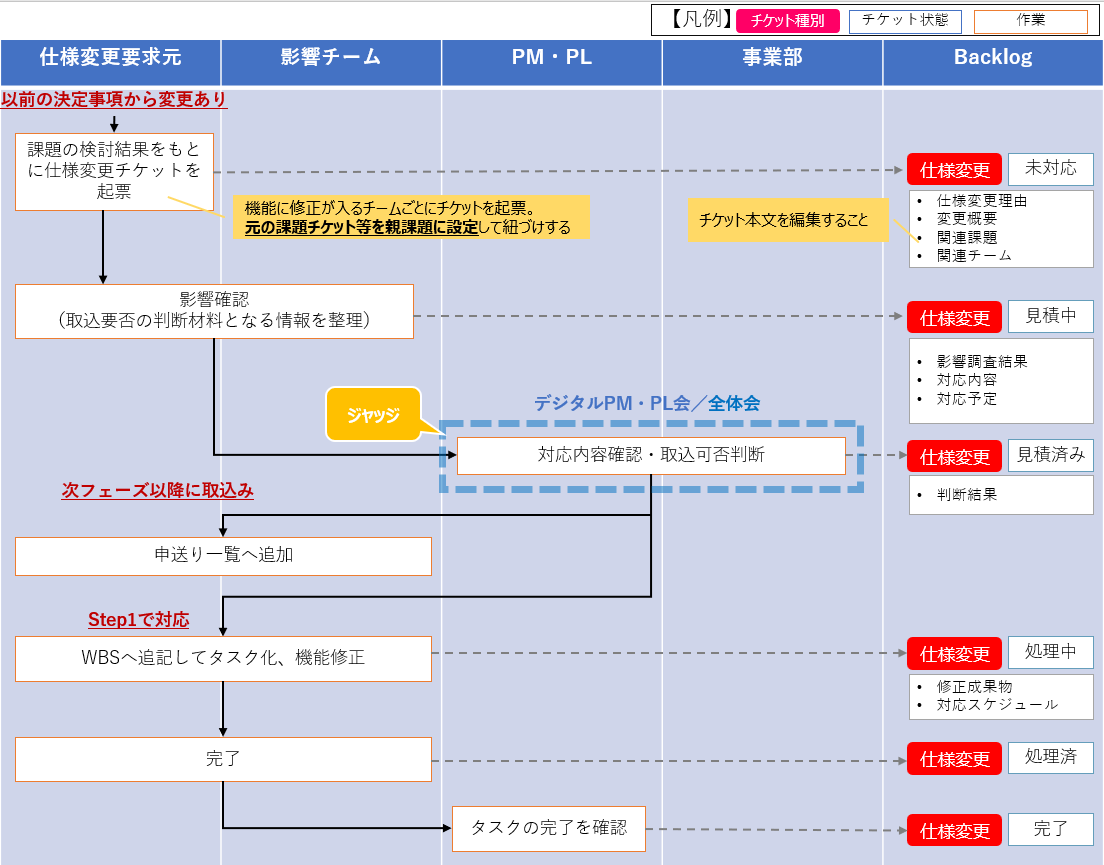 【凡例】
チケット種別
チケット状態
作業
仕様変更要求元
影響チーム
PM・PL
事業部
Backlog
以前の決定事項から変更あり
課題の検討結果をもと
に仕様変更チケットを
起票
仕様変更
未対応
機能に修正が入るチームごとにチケットを起票。
元の課題チケット等を親課題に設定して紐づけする
チケット本文を編集すること
• 仕様変更理由
• 変更概要
• 関連課題
• 関連チーム
影響確認
（取込要否の判断材料となる情報を整理）
仕様変更
見積中
• 影響調査結果
• 対応内容
• 対応予定
ジャッジ
デジタルPM・PL会／全体会
対応内容確認・取込可否判断
仕様変更
見積済み
• 判断結果
次フェーズ以降に取込み
申送り一覧へ追加
Step1で対応
WBSへ追記してタスク化、機能修正
仕様変更
処理中
• 修正成果物
• 対応スケジュール
完了
仕様変更
処理済
タスクの完了を確認
仕様変更
完了